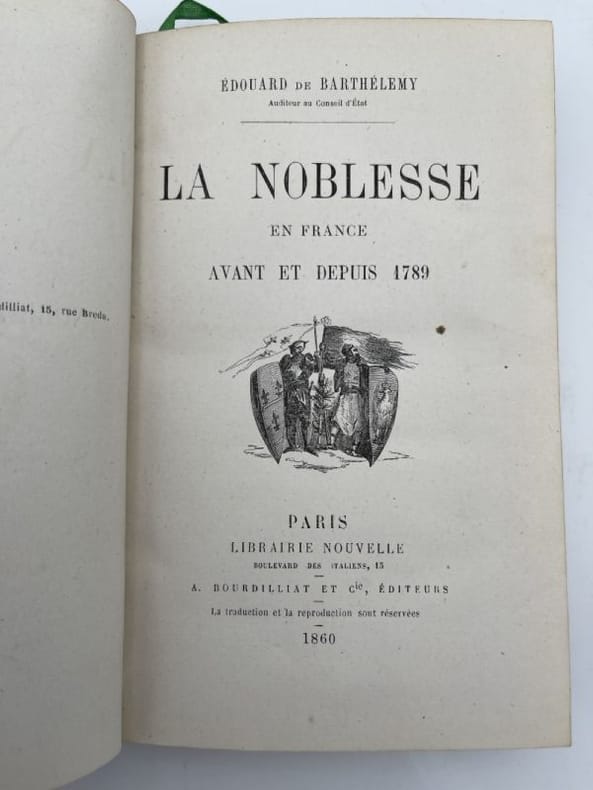 dilliat, 15, rue Breda.
ÉDOUARD DE BARTHÉLEMY
Auditeur au Conseil d'État
LA NOBLESSE
EN FRANCE
AVANT ET DEPUIS 1789
PARIS
LIBRAIRIE NOUVELLE
BOULEVARD DES ITALIENS, 15
A. BOURDILLIAT ET Cie, ÉDITEURS
La traduction et la reproduction sont réservées
1860